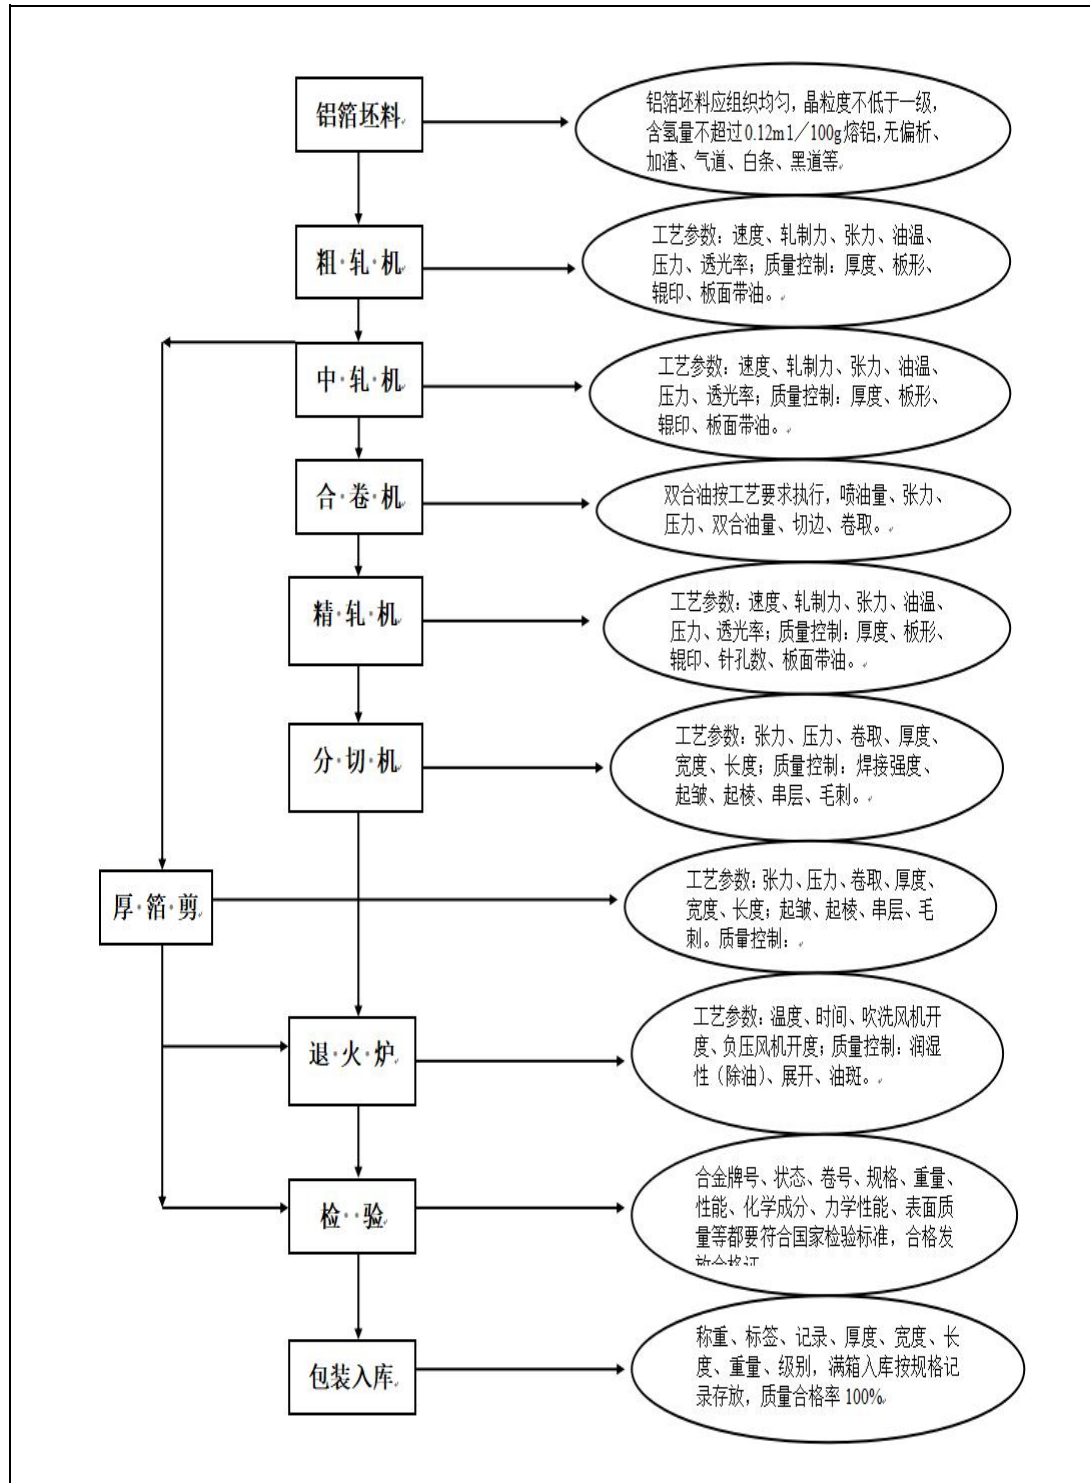 铝箔坯料
铝箔坯料应组织均匀，晶粒度不低于一级，
含氢量不超过0.12ml／100g熔铝,无偏析、
加渣、气道、白条、黑道等
粗·轧·机
工艺参数：速度、轧制力、张力、油温、
压力、透光率；质量控制：厚度、板形、
辊印、板面带油。
中·轧·机
工艺参数：速度、轧制力、张力、油温、
压力、透光率；质量控制：厚度、板形、
辊印、板面带油。
合·卷·机
双合油按工艺要求执行，喷油量、张力、
压力、双合油量、切边、卷取。
精·轧·机
工艺参数：速度、轧制力、张力、油温、
压力、透光率；质量控制：厚度、板形、
辊印、针孔数、板面带油。
分·切·机
工艺参数：张力、压力、卷取、厚度、
宽度、长度；质量控制：焊接强度、
起皱、起棱、串层、毛刺。
厚·箔·剪
工艺参数：张力、压力、卷取、厚度、
宽度、长度；起皱、起棱、串层、毛
刺。质量控制：
退·火·炉
工艺参数：温度、时间、吹洗风机开
度、负压风机开度；质量控制：润湿
性（除油）、展开、油斑。
检··验
合金牌号、状态、卷号、规格、重量、
性能、化学成分、力学性能、表面质
量等都要符合国家检验标准，合格发
放合格证
包装入库
称重、标签、记录、厚度、宽度、长
度、重量、级别，满箱入库按规格记
录存放，质量合格率100%